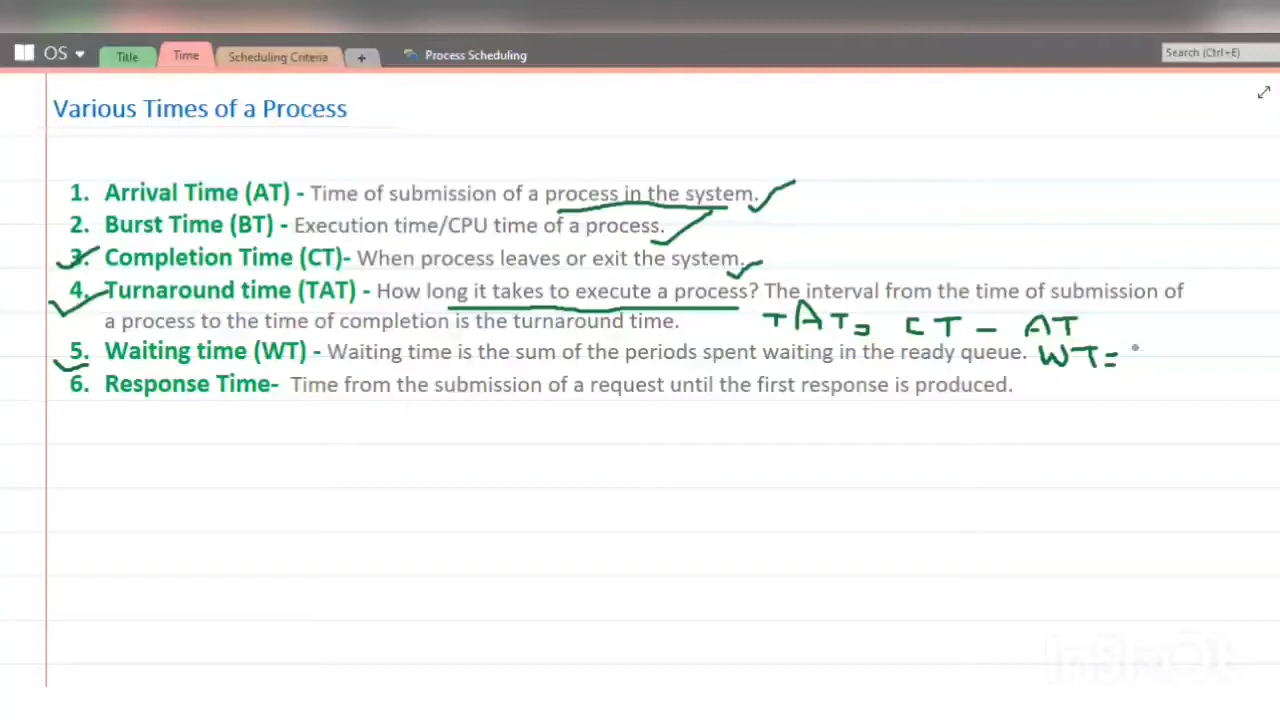 OS Title Time Scheduling Criteria + Process Scheduling Search (Ctrl+E)
Various Times of a Process
1. Arrival Time (AT) - Time of submission of a process in the system.
2. Burst Time (BT) - Execution time/CPU time of a process.
3. Completion Time (CT)- When process leaves or exit the system.
4. Turnaround time (TAT) - How long it takes to execute a process? The interval from the time of submission of
a process to the time of completion is the turnaround time. TAT= CT - AT
5. Waiting time (WT) - Waiting time is the sum of the periods spent waiting in the ready queue. WT=
6. Response Time- Time from the submission of a request until the first response is produced.
InShOt